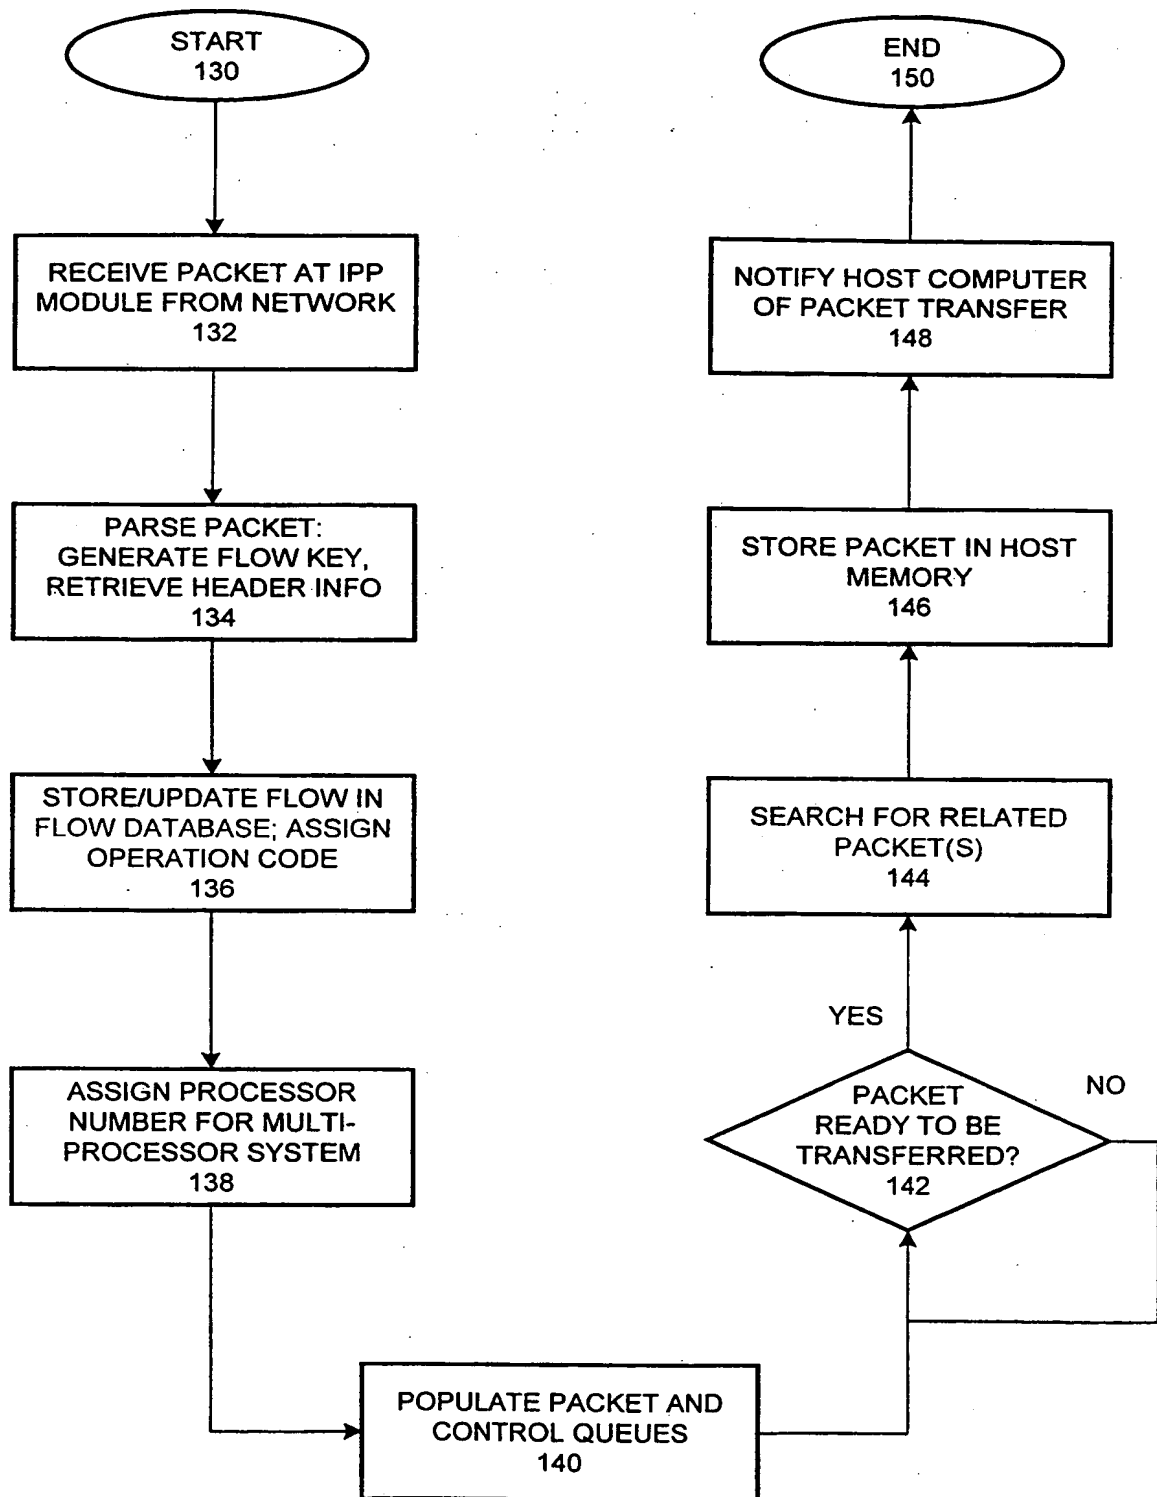 START
130
RECEIVE PACKET AT IPP
MODULE FROM NETWORK
132
PARSE PACKET:
GENERATE FLOW KEY,
RETRIEVE HEADER INFO
134
STORE/UPDATE FLOW IN
FLOW DATABASE; ASSIGN
OPERATION CODE
136
ASSIGN PROCESSOR
NUMBER FOR MULTI-
PROCESSOR SYSTEM
138
POPULATE PACKET AND
CONTROL QUEUES
140
PACKET
READY TO BE
TRANSFERRED?
142
NO
YES
SEARCH FOR RELATED
PACKET(S)
144
STORE PACKET IN HOST
MEMORY
146
NOTIFY HOST COMPUTER
OF PACKET TRANSFER
148
END
150